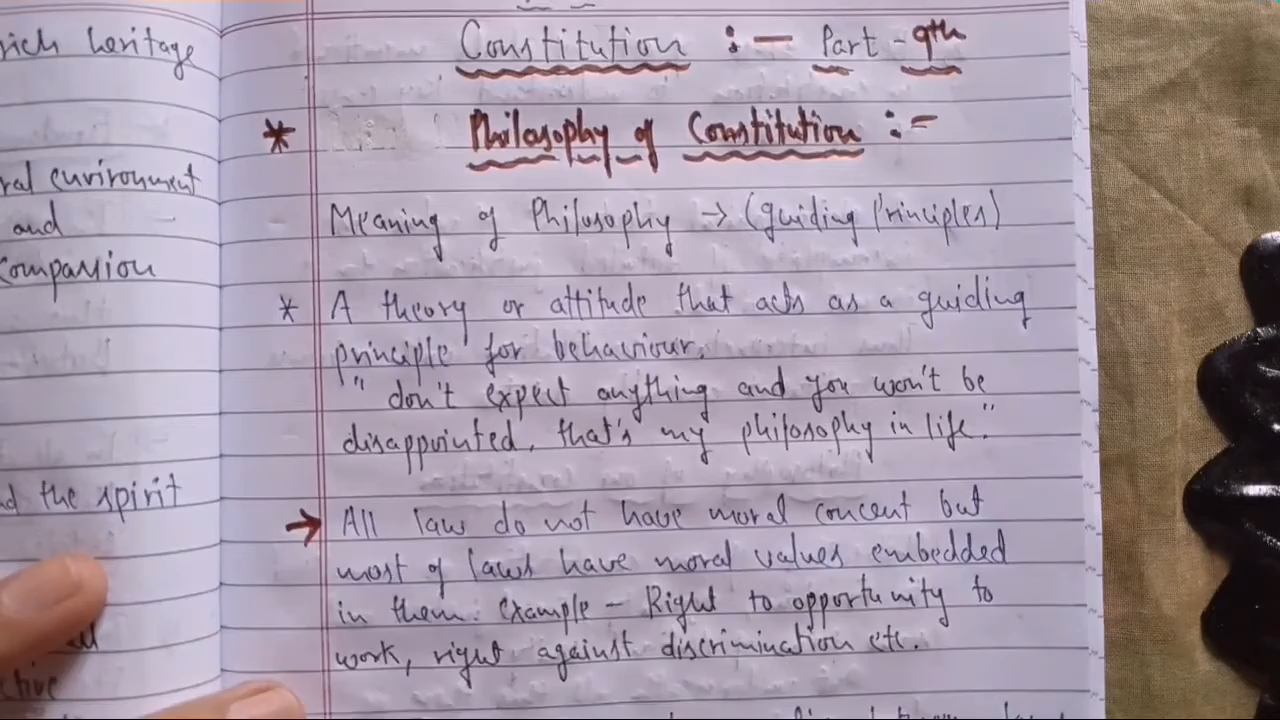 rich heritage
ral environment
and
compassion
nd the spirit
ctive
Constitution :- Part - 9th
* Philosophy of Constitution :-
Meaning of Philosophy → (guiding Principles)
* A theory or attitude that acts as a guiding
principle for behaviour.
" don't expect anything and you won't be
disappointed, that's my philosophy in life."
→ All law do not have moral concent but
most of laws have moral values embedded
in them. example - Right to opportunity to
work, right against discrimination etc.